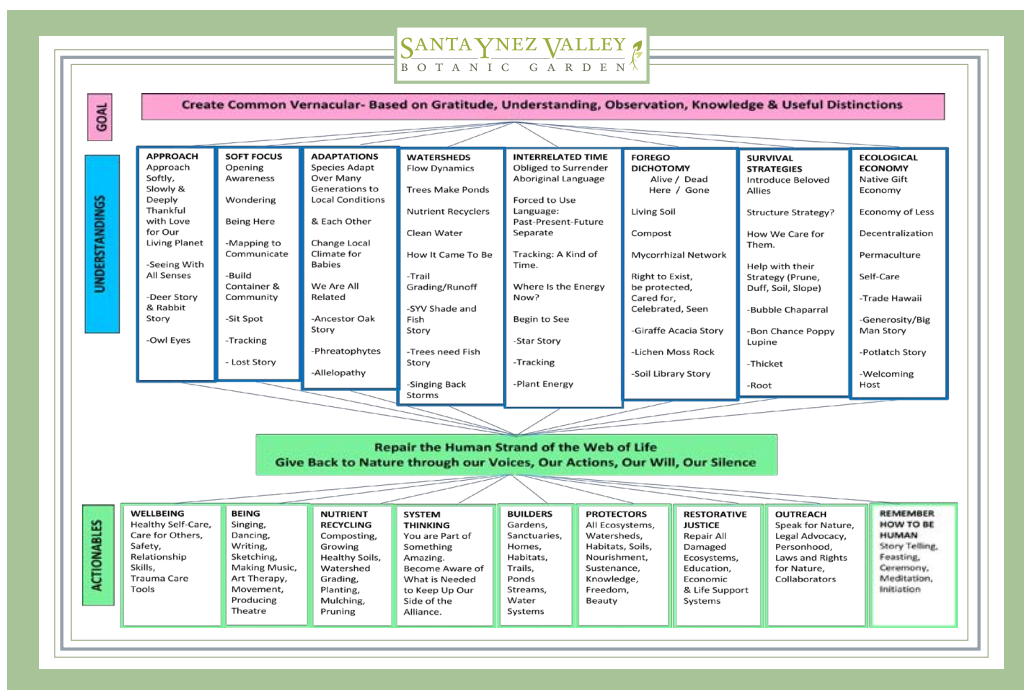 SANTA YNEZ VALLEY
BOTANIC GARDEN
GOAL
Create Common Vernacular- Based on Gratitude, Understanding, Observation, Knowledge & Useful Distinctions
UNDERSTANDINGS
APPROACH
Approach
Softly,
Slowly &
Deeply
Thankful
with Love
for Our
Living Planet
-Seeing With
All Senses
-Deer Story
& Rabbit
Story
-Owl Eyes
SOFT FOCUS
Opening
Awareness
Wondering
Being Here
-Mapping to
Communicate
-Build
Container &
Community
-Sit Spot
-Tracking
- Lost Story
ADAPTATIONS
Species Adapt
Over Many
Generations to
Local Conditions
& Each Other
Change Local
Climate for
Babies
We Are All
Related
-Ancestor Oak
Story
-Phreatophytes
-Allelopathy
WATERSHEDS
Flow Dynamics
Trees Make Ponds
Nutrient Recyclers
Clean Water
How It Came To Be
-Trail
Grading/Runoff
-SYV Shade and
Fish
Story
-Trees need Fish
Story
-Singing Back
Storms
INTERRELATED TIME
Obliged to Surrender
Aboriginal Language
Forced to Use
Language:
Past-Present-Future
Separate
Tracking: A Kind of
Time.
Where Is the Energy
Now?
Begin to See
-Star Story
-Tracking
-Plant Energy
FOREGO
DICHOTOMY
Alive / Dead
Here / Gone
Living Soil
Compost
Mycorrhizal Network
Right to Exist,
be protected,
Cared for,
Celebrated, Seen
-Giraffe Acacia Story
-Lichen Moss Rock
-Soil Library Story
SURVIVAL
STRATEGIES
Introduce Beloved
Allies
Structure Strategy?
How We Care for
Them.
Help with their
Strategy (Prune,
Duff, Soil, Slope)
-Bubble Chaparral
-Bon Chance Poppy
Lupine
-Thicket
-Root
ECOLOGICAL
ECONOMY
Native Gift
Economy
Economy of Less
Decentralization
Permaculture
Self-Care
-Trade Hawaii
-Generosity/Big
Man Story
-Potlatch Story
-Welcoming
Host
Repair the Human Strand of the Web of Life
Give Back to Nature through our Voices, Our Actions, Our Will, Our Silence
ACTIONABLES
WELLBEING
Healthy Self-Care,
Care for Others,
Safety,
Relationship
Skills,
Trauma Care
Tools
BEING
Singing,
Dancing,
Writing,
Sketching,
Making Music,
Art Therapy,
Movement,
Producing
Theatre
NUTRIENT
RECYCLING
Composting,
Growing
Healthy Soils,
Watershed
Grading,
Planting,
Mulching,
Pruning
SYSTEM
THINKING
You are Part of
Something
Amazing.
Become Aware of
What is Needed
to Keep Up Our
Side of the
Alliance.
BUILDERS
Gardens,
Sanctuaries,
Homes,
Habitats,
Trails,
Ponds
Streams,
Water
Systems
PROTECTORS
All Ecosystems,
Watersheds,
Habitats, Soils,
Nourishment,
Sustenance,
Knowledge,
Freedom,
Beauty
RESTORATIVE
JUSTICE
Repair All
Damaged
Ecosystems,
Education,
Economic
& Life Support
Systems
OUTREACH
Speak for Nature,
Legal Advocacy,
Personhood,
Laws and Rights
for Nature,
Collaborators
REMEMBER
HOW TO BE
HUMAN
Story Telling,
Feasting,
Ceremony,
Meditation,
Initiation